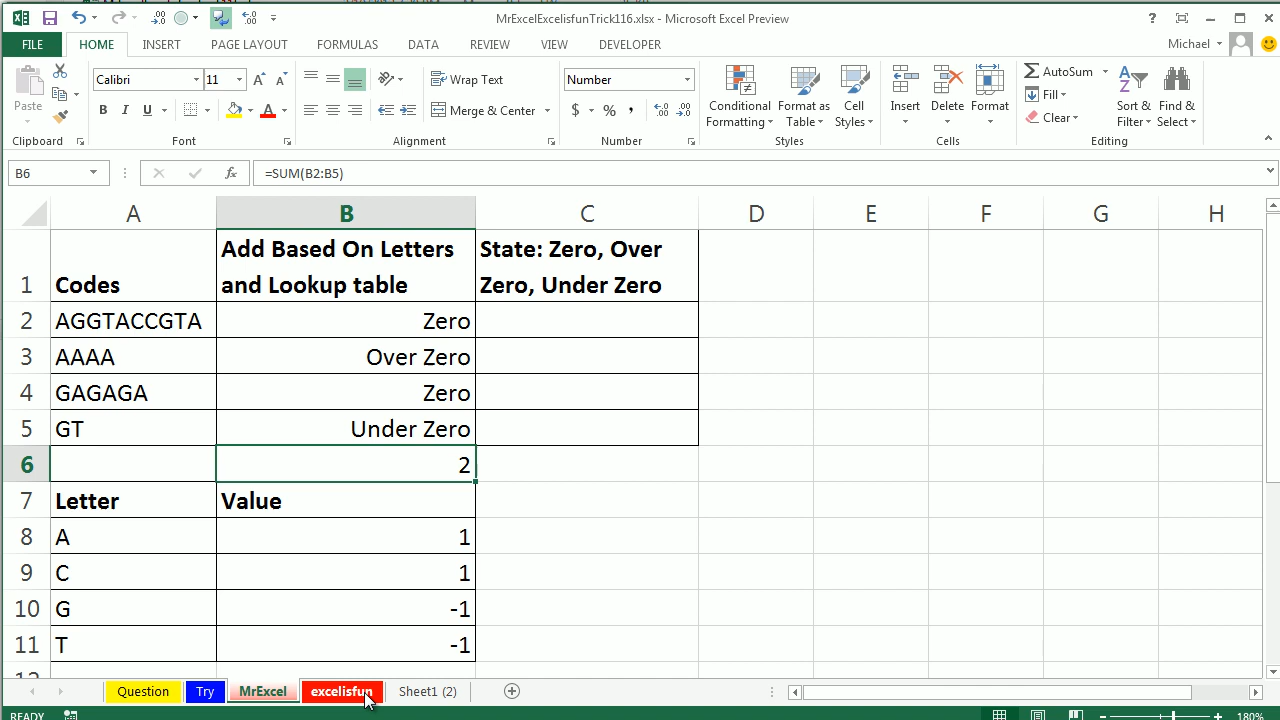 MrExcelExcelisfunTrick116.xlsx - Microsoft Excel Preview
FILE HOME INSERT PAGE LAYOUT FORMULAS DATA REVIEW VIEW DEVELOPER Michael
Paste
Calibri 11
B I U A
Wrap Text
Merge & Center
Number
$ % ,
Conditional Formatting
Format as Table
Cell Styles
Insert
Delete
Format
AutoSum
Fill
Clear
Sort & Filter
Find & Select
Clipboard Font Alignment Number Styles Cells Editing
B6 fx =SUM(B2:B5)
A B C D E F G H
Add Based On Letters State: Zero, Over
1 Codes and Lookup table Zero, Under Zero
2 AGGTACCGTA Zero
3 AAAA Over Zero
4 GAGAGA Zero
5 GT Under Zero
6 2
7 Letter Value
8 A 1
9 C 1
10 G -1
11 T -1
12
Question Try MrExcel excelisfun Sheet1 (2)
READY 180%